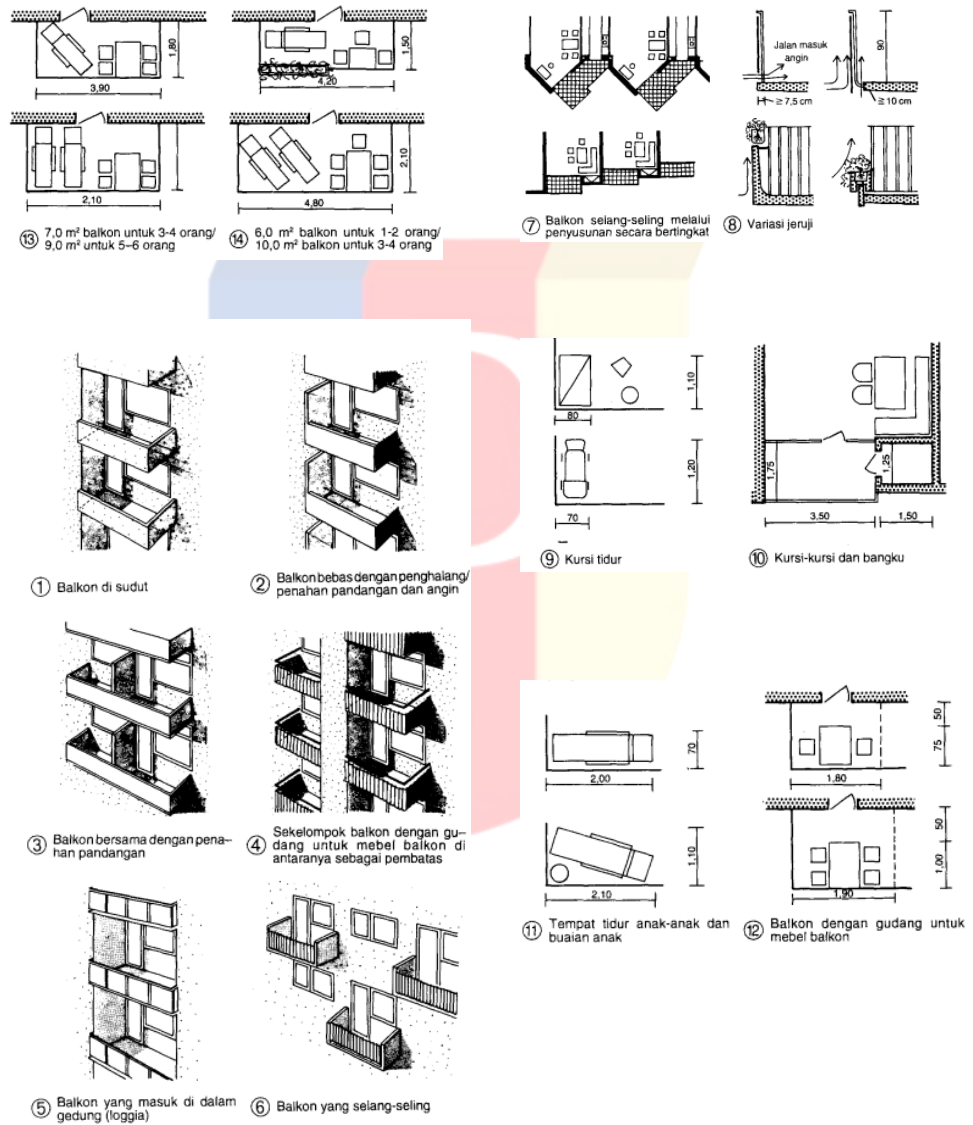 1,80
3,90
1,50
4,20
2,10
2,10
4,80
⑬ 7,0 m² balkon untuk 3-4 orang/
9,0 m² untuk 5–6 orang
⑭ 6,0 m² balkon untuk 1-2 orang/
10,0 m² balkon untuk 3-4 orang
⑦ Balkon selang-seling melalui
penyusunan secara bertingkat
Jalan masuk
angin
90
≥ 7,5 cm
≥ 10 cm
⑧ Variasi jeruji
① Balkon di sudut
② Balkon bebas dengan penghalang/
penahan pandangan dan angin
③ Balkon bersama dengan pena-
han pandangan
④ Sekelompok balkon dengan gu-
dang untuk mebel balkon di
antaranya sebagai pembatas
⑤ Balkon yang masuk di dalam
gedung (loggia)
⑥ Balkon yang selang-seling
1,10
80
1,20
70
⑨ Kursi tidur
1,75
1,25
3,50
1,50
⑩ Kursi-kursi dan bangku
70
2,00
1,10
2,10
⑪ Tempat tidur anak-anak dan
buaian anak
50
75
1,80
50
1,00
1,90
⑫ Balkon dengan gudang untuk
mebel balkon